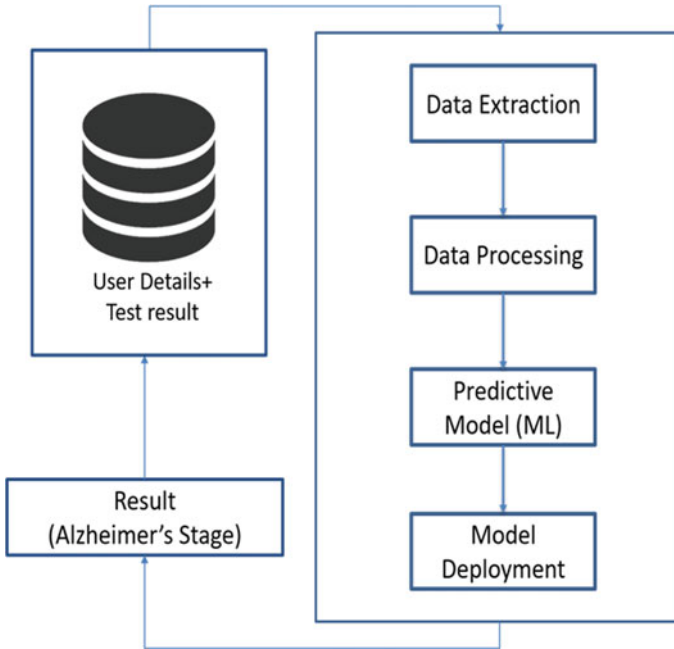 User Details+
Test result
Data Extraction
Data Processing
Predictive
Model (ML)
Model
Deployment
Result
(Alzheimer’s Stage)